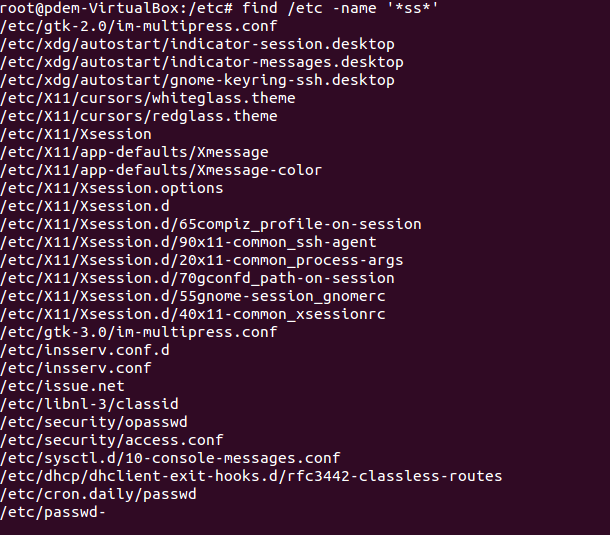 root@pdem-VirtualBox:/etc# find /etc -name '*ss*'
/etc/gtk-2.0/im-multipress.conf
/etc/xdg/autostart/indicator-session.desktop
/etc/xdg/autostart/indicator-messages.desktop
/etc/xdg/autostart/gnome-keyring-ssh.desktop
/etc/X11/cursors/whiteglass.theme
/etc/X11/cursors/redglass.theme
/etc/X11/Xsession
/etc/X11/app-defaults/Xmessage
/etc/X11/app-defaults/Xmessage-color
/etc/X11/Xsession.options
/etc/X11/Xsession.d
/etc/X11/Xsession.d/65compiz_profile-on-session
/etc/X11/Xsession.d/90x11-common_ssh-agent
/etc/X11/Xsession.d/20x11-common_process-args
/etc/X11/Xsession.d/70gconfd_path-on-session
/etc/X11/Xsession.d/55gnome-session_gnomerc
/etc/X11/Xsession.d/40x11-common_xsessionrc
/etc/gtk-3.0/im-multipress.conf
/etc/insserv.conf.d
/etc/insserv.conf
/etc/issue.net
/etc/libnl-3/classid
/etc/security/opasswd
/etc/security/access.conf
/etc/sysctl.d/10-console-messages.conf
/etc/dhcp/dhclient-exit-hooks.d/rfc3442-classless-routes
/etc/cron.daily/passwd
/etc/passwd-